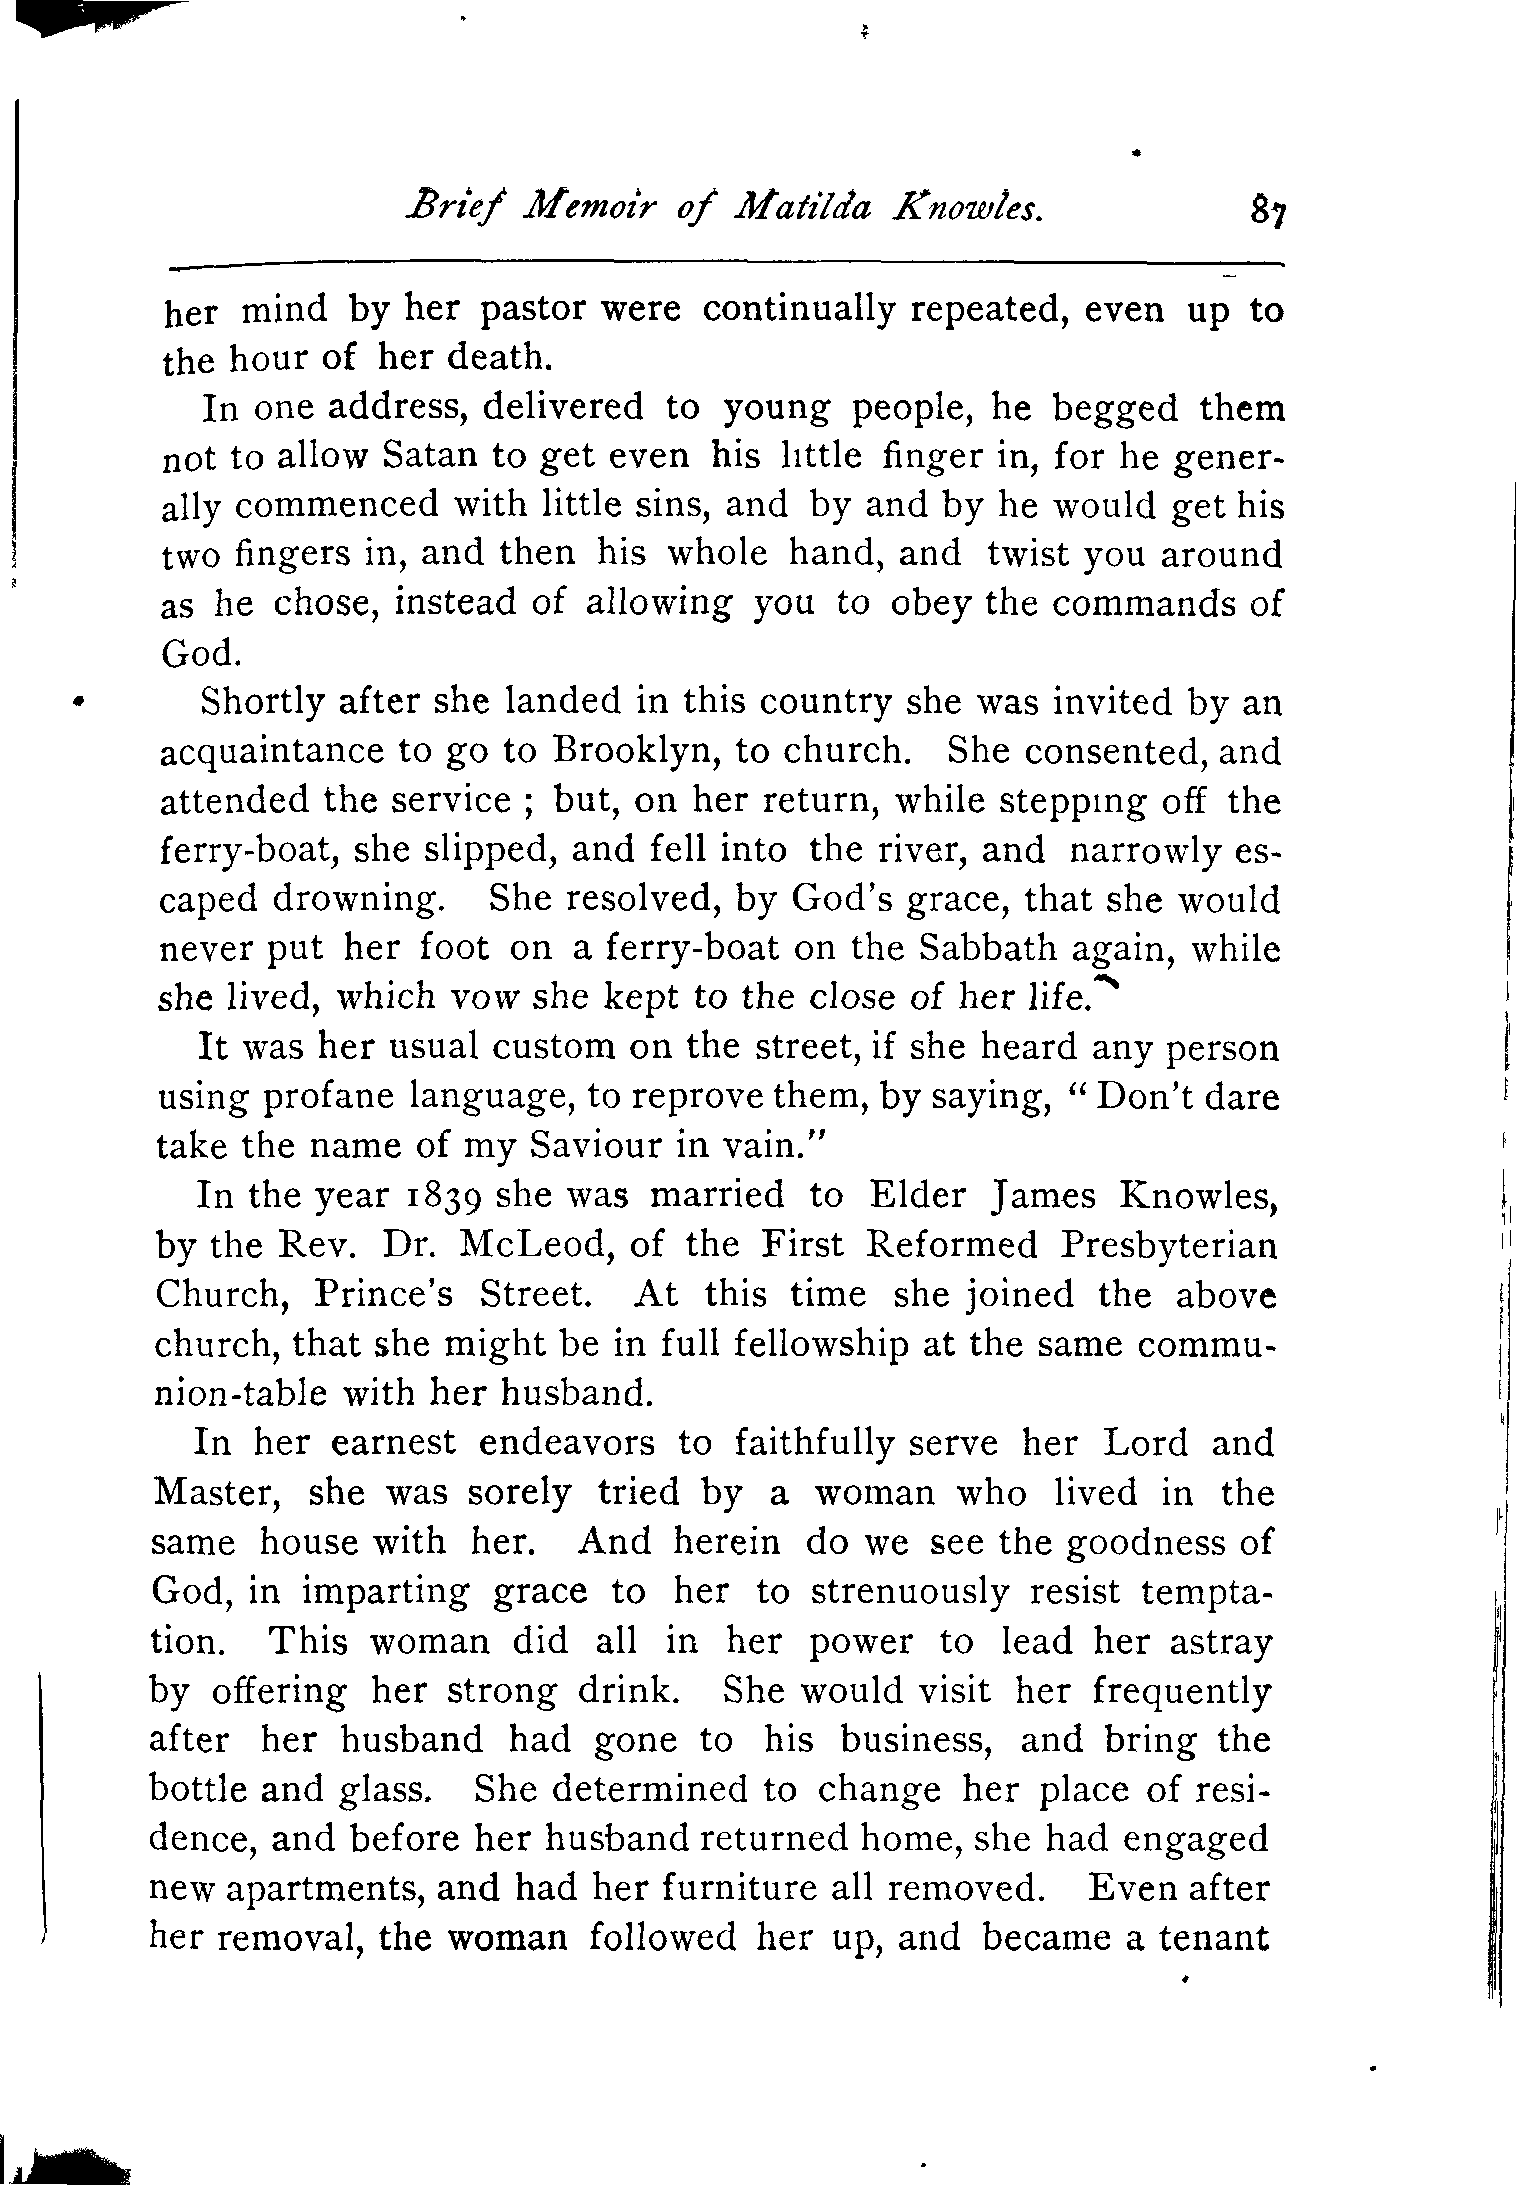 Brief Memoir of Matilda Knowles. 87
her mind by her pastor were continually repeated, even up to
the hour of her death.
In one address, delivered to young people, he begged them
not to allow Satan to get even his little finger in, for he gener-
ally commenced with little sins, and by and by he would get his
two fingers in, and then his whole hand, and twist you around
as he chose, instead of allowing you to obey the commands of
God.
Shortly after she landed in this country she was invited by an
acquaintance to go to Brooklyn, to church. She consented, and
attended the service ; but, on her return, while stepping off the
ferry-boat, she slipped, and fell into the river, and narrowly es-
caped drowning. She resolved, by God's grace, that she would
never put her foot on a ferry-boat on the Sabbath again, while
she lived, which vow she kept to the close of her life.
It was her usual custom on the street, if she heard any person
using profane language, to reprove them, by saying, " Don't dare
take the name of my Saviour in vain."
In the year 1839 she was married to Elder James Knowles,
by the Rev. Dr. McLeod, of the First Reformed Presbyterian
Church, Prince's Street. At this time she joined the above
church, that she might be in full fellowship at the same commu-
nion-table with her husband.
In her earnest endeavors to faithfully serve her Lord and
Master, she was sorely tried by a woman who lived in the
same house with her. And herein do we see the goodness of
God, in imparting grace to her to strenuously resist tempta-
tion. This woman did all in her power to lead her astray
by offering her strong drink. She would visit her frequently
after her husband had gone to his business, and bring the
bottle and glass. She determined to change her place of resi-
dence, and before her husband returned home, she had engaged
new apartments, and had her furniture all removed. Even after
her removal, the woman followed her up, and became a tenant